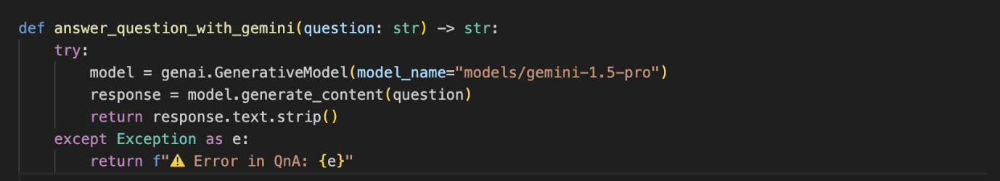 def answer_question_with_gemini(question: str) -> str:
    try:
        model = genai.GenerativeModel(model_name="models/gemini-1.5-pro")
        response = model.generate_content(question)
        return response.text.strip()
    except Exception as e:
        return f"⚠️ Error in QnA: {e}"